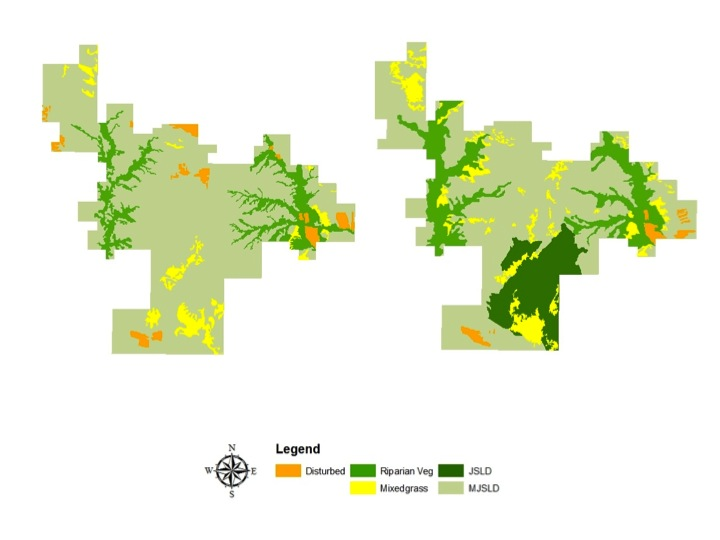 N
W E
S
Legend
Disturbed Riparian Veg JSLD
Mixedgrass MJSLD